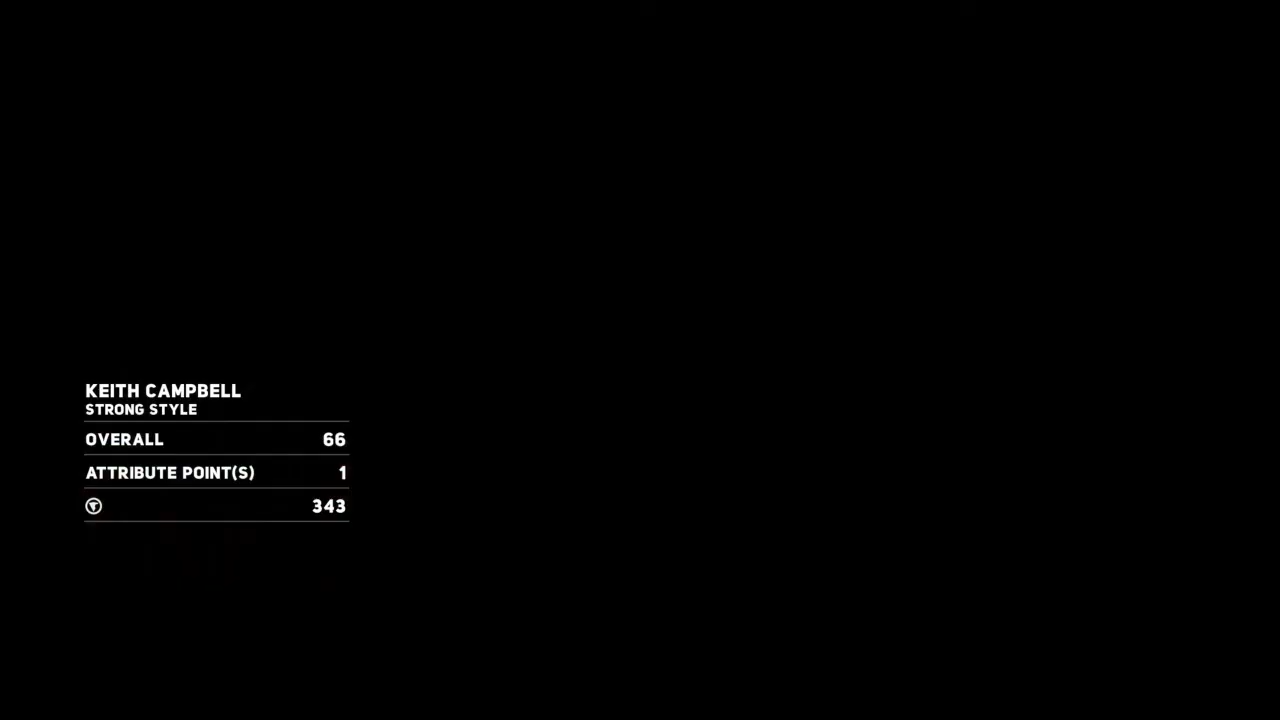 KEITH CAMPBELL
STRONG STYLE
OVERALL 66
ATTRIBUTE POINT(S) 1
343